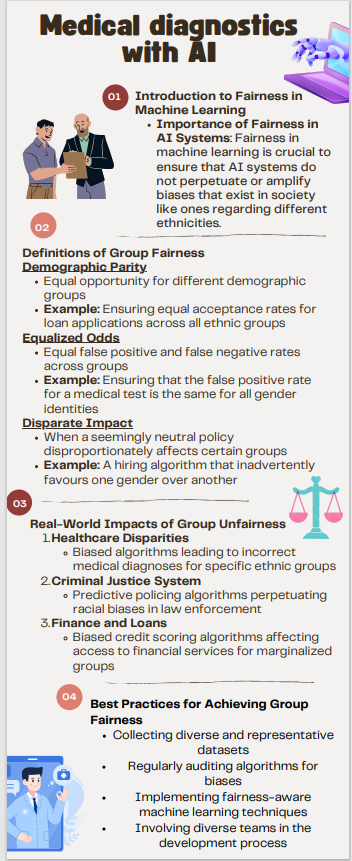 Medical diagnostics
with AI
01
Introduction to Fairness in
Machine Learning
• Importance of Fairness in
AI Systems: Fairness in
machine learning is crucial to
ensure that AI systems do
not perpetuate or amplify
biases that exist in society
like ones regarding different
ethnicities.
02
Definitions of Group Fairness
Demographic Parity
• Equal opportunity for different demographic
groups
• Example: Ensuring equal acceptance rates for
loan applications across all ethnic groups
Equalized Odds
• Equal false positive and false negative rates
across groups
• Example: Ensuring that the false positive rate
for a medical test is the same for all gender
identities
Disparate Impact
• When a seemingly neutral policy
disproportionately affects certain groups
• Example: A hiring algorithm that inadvertently
favours one gender over another
03
Real-World Impacts of Group Unfairness
1. Healthcare Disparities
◦ Biased algorithms leading to incorrect
medical diagnoses for specific ethnic groups
2. Criminal Justice System
◦ Predictive policing algorithms perpetuating
racial biases in law enforcement
3. Finance and Loans
◦ Biased credit scoring algorithms affecting
access to financial services for marginalized
groups
04
Best Practices for Achieving Group
Fairness
• Collecting diverse and representative
datasets
• Regularly auditing algorithms for
biases
• Implementing fairness-aware
machine learning techniques
• Involving diverse teams in the
development process